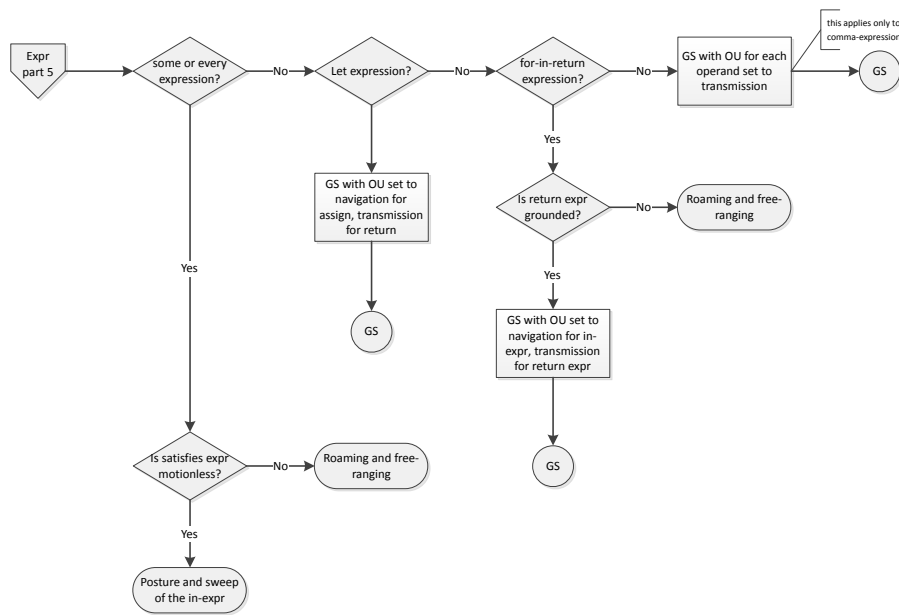 this applies only to
comma-expression
Expr
part 5
some or every
expression?
No
Let expression?
No
for-in-return
expression?
No
GS with OU for each
operand set to
transmission
GS
Yes
Yes
Yes
GS with OU set to
navigation for
assign, transmission
for return
Is return expr
grounded?
No
Roaming and free-
ranging
Yes
GS
GS with OU set to
navigation for in-
expr, transmission
for return expr
GS
Is satisfies expr
motionless?
No
Roaming and free-
ranging
Yes
Posture and sweep
of the in-expr